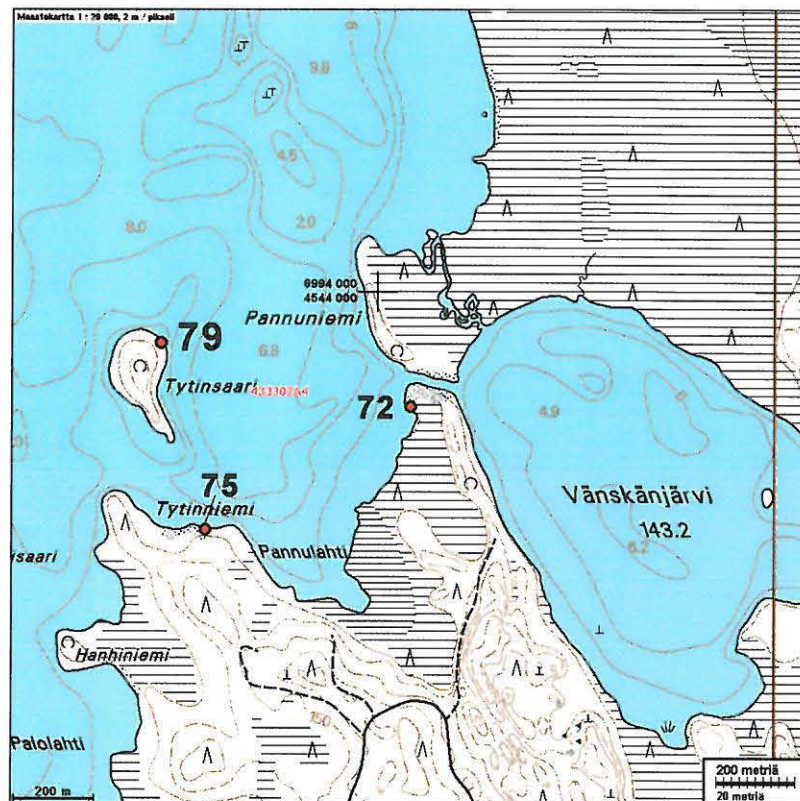 Maastokartta 1 : 20 000, 2 m / pikseli
9.8
4.5
2.0
8.0
6994 000
4544 000
Pannuniemi
79
6.8
Tytinsaari
72
4.9
75
Tytinniemi
Vänskänjärvi
143.2
6.2
isaari
Pannulahti
Hanhiniemi
150
Palolahti
200 m
200 metriä
20 metriä